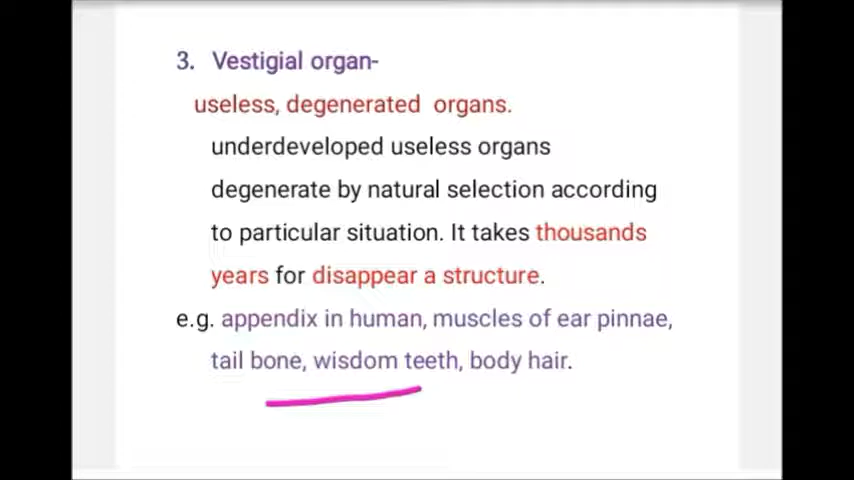 3. Vestigial organ-
useless, degenerated organs.
underdeveloped useless organs
degenerate by natural selection according
to particular situation. It takes thousands
years for disappear a structure.
e.g. appendix in human, muscles of ear pinnae,
tail bone, wisdom teeth, body hair.